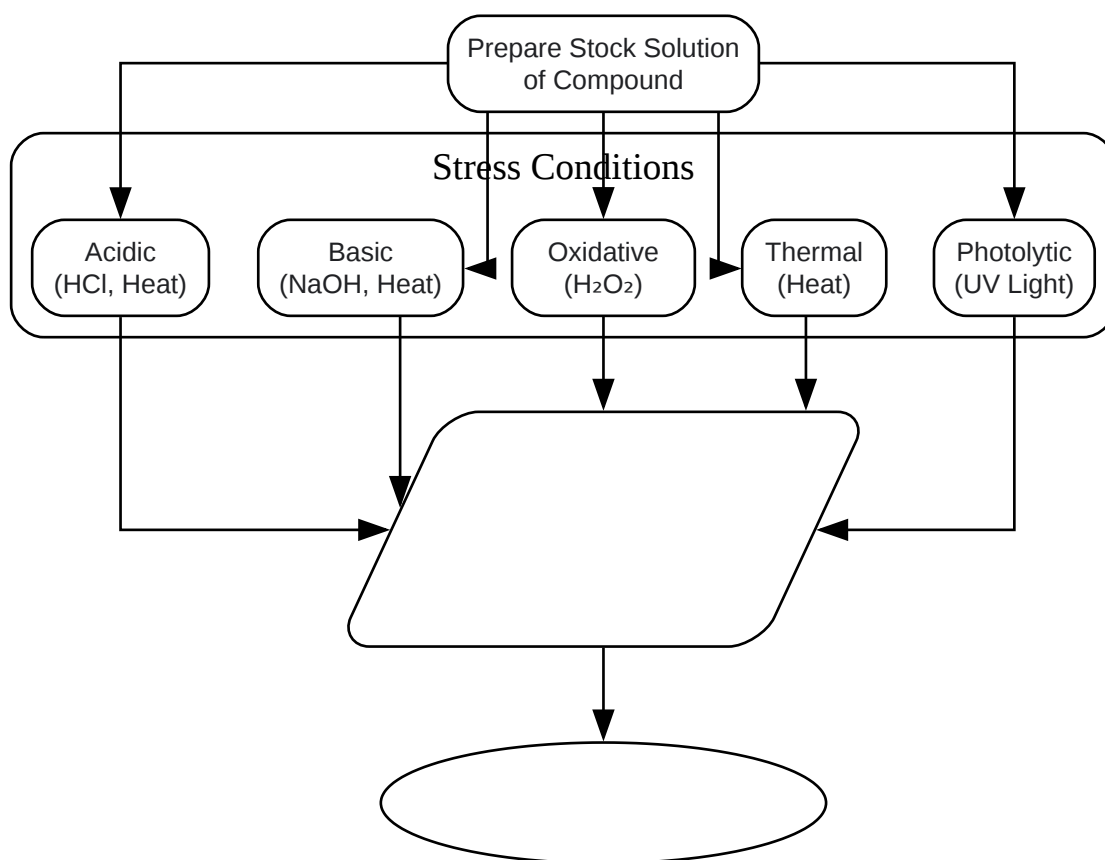 Prepare Stock Solution
of Compound
Stress Conditions
Acidic
(HCl, Heat)
Basic
(NaOH, Heat)
Oxidative
(H₂O₂)
Thermal
(Heat)
Photolytic
(UV Light)